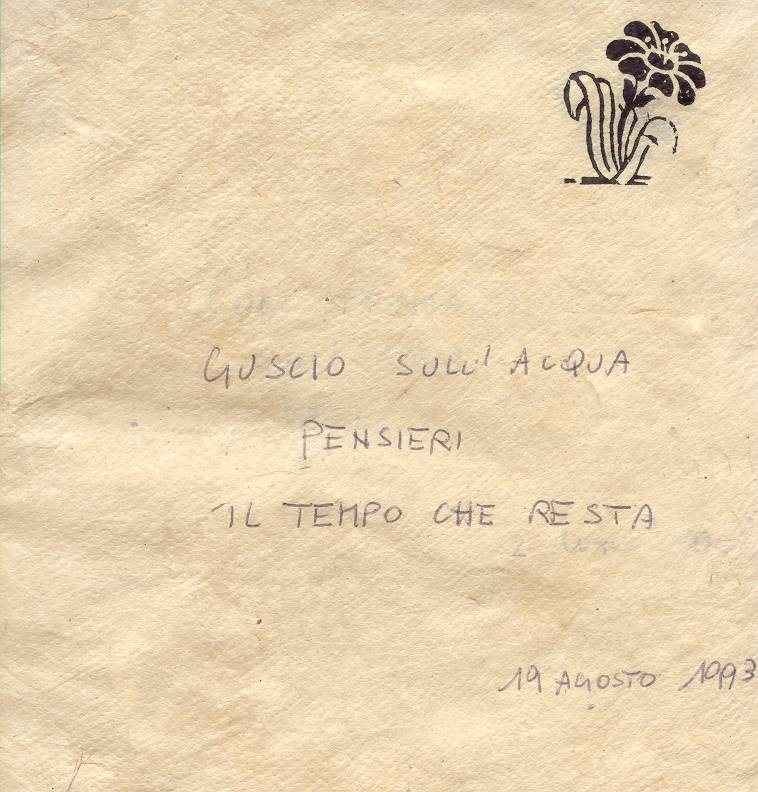 GUSCIO SULL'ACQUA
PENSIERI
IL TEMPO CHE RESTA
19 AGOSTO 1993